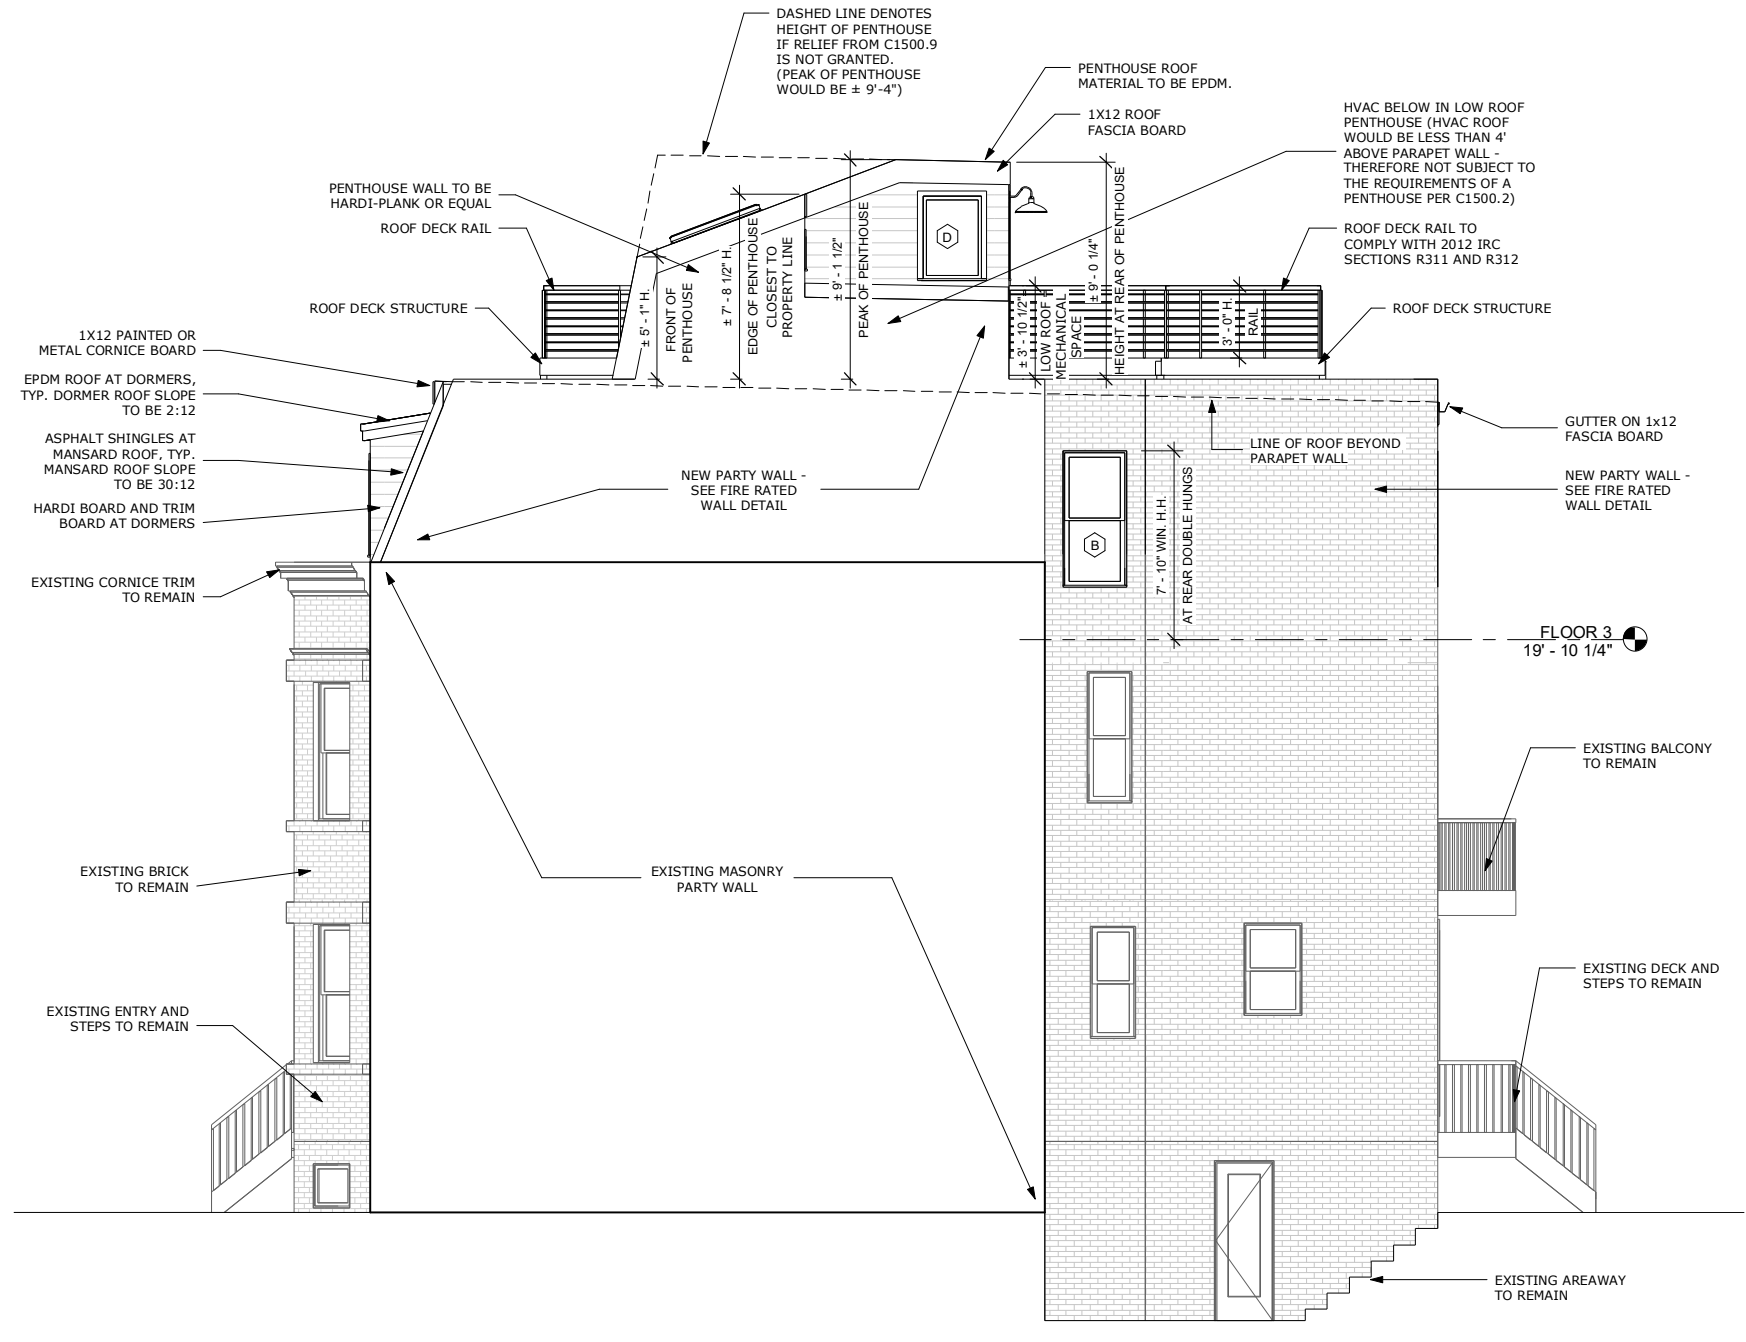 DASHED LINE DENOTES
HEIGHT OF PENTHOUSE
IF RELIEF FROM C1500.9
IS NOT GRANTED.
(PEAK OF PENTHOUSE
WOULD BE ± 9'-4")
PENTHOUSE ROOF
MATERIAL TO BE EPDM.
1X12 ROOF
FASCIA BOARD
HVAC BELOW IN LOW ROOF
PENTHOUSE (HVAC ROOF
WOULD BE LESS THAN 4'
ABOVE PARAPET WALL -
THEREFORE NOT SUBJECT TO
THE REQUIREMENTS OF A
PENTHOUSE PER C1500.2)
PENTHOUSE WALL TO BE
HARDI-PLANK OR EQUAL
ROOF DECK RAIL
ROOF DECK RAIL TO
COMPLY WITH 2012 IRC
SECTIONS R311 AND R312
ROOF DECK STRUCTURE
ROOF DECK STRUCTURE
± 5' - 1" H.
FRONT OF
PENTHOUSE
± 7' - 8 1/2" H.
EDGE OF PENTHOUSE
CLOSEST TO
PROPERTY LINE
± 9' - 1 1/2"
PEAK OF PENTHOUSE
D
± 3' - 10 1/2"
LOW ROOF
MECHANICAL
SPACE
± 9' - 0 1/4"
HEIGHT AT REAR OF PENTHOUSE
3' - 0" H.
RAIL
1X12 PAINTED OR
METAL CORNICE BOARD
EPDM ROOF AT DORMERS,
TYP. DORMER ROOF SLOPE
TO BE 2:12
ASPHALT SHINGLES AT
MANSARD ROOF, TYP.
MANSARD ROOF SLOPE
TO BE 30:12
HARDI BOARD AND TRIM
BOARD AT DORMERS
EXISTING CORNICE TRIM
TO REMAIN
NEW PARTY WALL -
SEE FIRE RATED
WALL DETAIL
LINE OF ROOF BEYOND
PARAPET WALL
GUTTER ON 1x12
FASCIA BOARD
NEW PARTY WALL -
SEE FIRE RATED
WALL DETAIL
B
7' - 10" WIN. H.H.
AT REAR DOUBLE HUNGS
FLOOR 3
19' - 10 1/4"
EXISTING BALCONY
TO REMAIN
EXISTING BRICK
TO REMAIN
EXISTING MASONRY
PARTY WALL
EXISTING DECK AND
STEPS TO REMAIN
EXISTING ENTRY AND
STEPS TO REMAIN
EXISTING AREAWAY
TO REMAIN